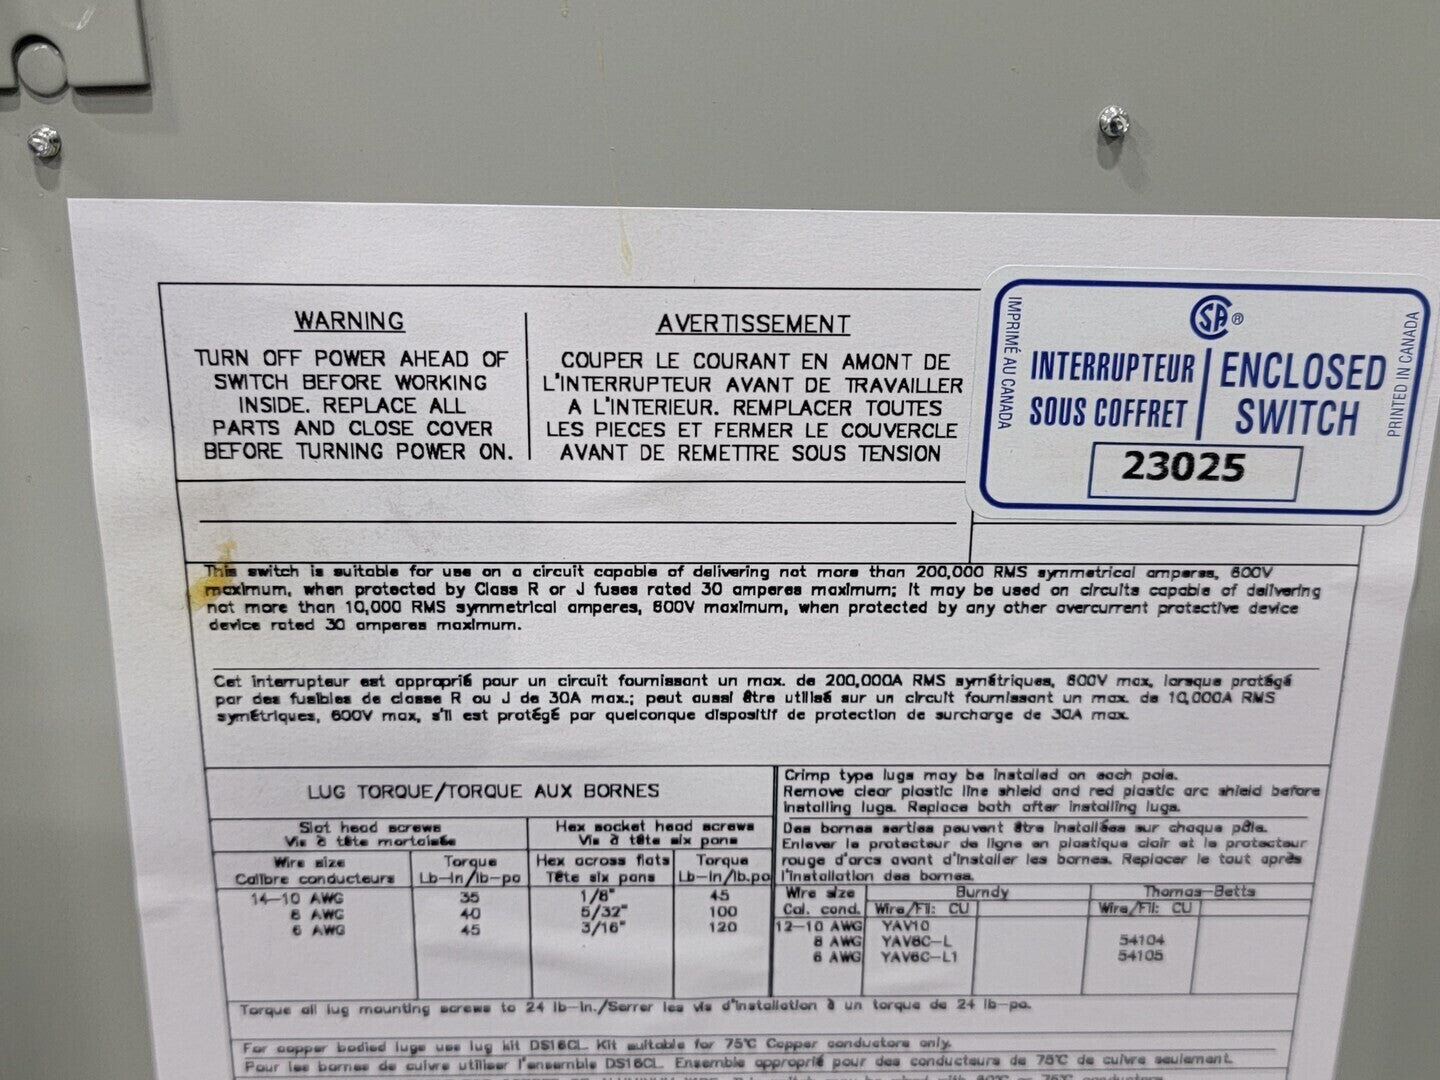 WARNING
TURN OFF POWER AHEAD OF
SWITCH BEFORE WORKING
INSIDE. REPLACE ALL
PARTS AND CLOSE COVER
BEFORE TURNING POWER ON.
AVERTISSEMENT
COUPER LE COURANT EN AMONT DE
L'INTERRUPTEUR AVANT DE TRAVAILLER
A L'INTERIEUR. REMPLACER TOUTES
LES PIECES ET FERMER LE COUVERCLE
AVANT DE REMETTRE SOUS TENSION
IMPRIMÉ AU CANADA
SA ®
INTERRUPTEUR
SOUS COFFRET
ENCLOSED
SWITCH
PRINTED IN CANADA
23025
This switch is suitable for use on a circuit capable of delivering not more than 200,000 RMS symmetrical amperes, 600V
maximum, when protected by Class R or J fuses rated 30 amperes maximum; it may be used on circuits capable of delivering
not more than 10,000 RMS symmetrical amperes, 600V maximum, when protected by any other overcurrent protective device
device rated 30 amperes maximum.
Cet interrupteur est approprié pour un circuit fournissant un max. de 200,000A RMS symétriques, 600V max, lorsque protégé
par des fusibles de classe R ou J de 30A max.; peut aussi être utilisé sur un circuit fournissant un max. de 10,000A RMS
symétriques, 600V max, s'il est protégé par quelconque dispositif de protection de surcharge de 30A max.
LUG TORQUE/TORQUE AUX BORNES
Slot head screws
Vis à tête mortaisée
Hex socket head screws
Vis à tête six pans
Wire size
Calibre conducteurs
Torque
Lb-in/lb-po
Hex across flats
Tête six pans
Torque
Lb-in/lb.po
14-10 AWG 35 1/8" 45
8 AWG 40 5/32" 100
6 AWG 45 3/16" 120
Crimp type lugs may be installed on each pole.
Remove clear plastic line shield and red plastic arc shield before
installing lugs. Replace both after installing lugs.
Des bornes serties peuvent être installées sur chaque pôle.
Enlever le protecteur de ligne en plastique clair et le protecteur
rouge d'arcs avant d'installer les bornes. Replacer le tout après
l'installation des bornes.
Wire size Burndy Thomas-Betts
Cal. cond. Wire/Fil: CU Wire/Fil: CU
12-10 AWG YAV10
8 AWG YAV8C-L 54104
6 AWG YAV6C-L1 54105
Torque all lug mounting screws to 24 lb-in./Serrer les vis d'installation à un torque de 24 lb-po.
For copper bodied lugs use lug kit DS16CL. Kit suitable for 75°C Copper conductors only.
Pour les bornes de cuivre utiliser l'ensemble DS16CL. Ensemble approprié pour des conducteurs de 75°C de cuivre seulement.